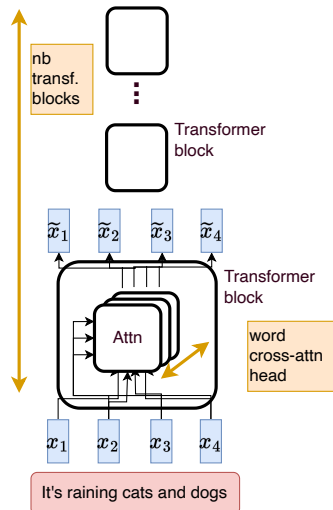 nb
transf.
blocks
Transformer
block
x̃₁ x̃₂ x̃₃ x̃₄
Transformer
block
Attn
word
cross-attn
head
x₁ x₂ x₃ x₄
It's raining cats and dogs